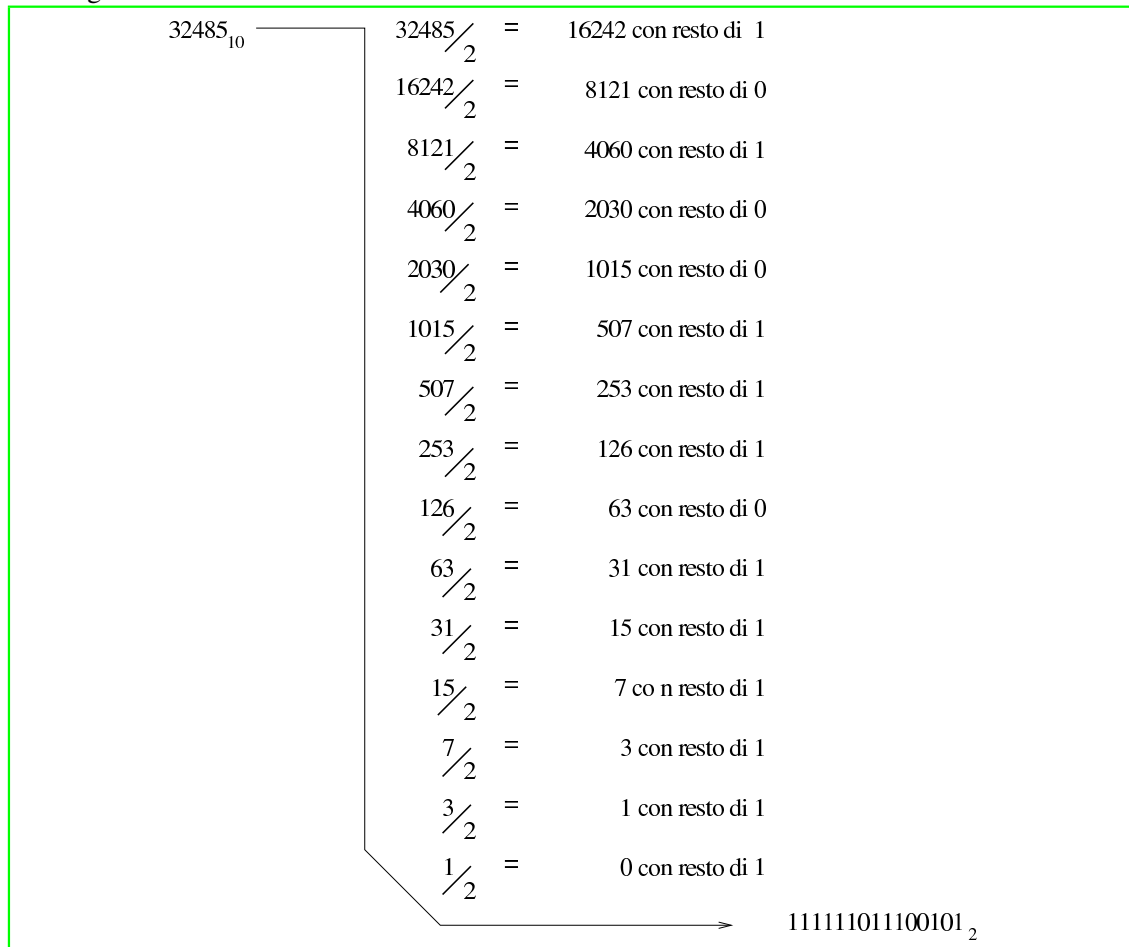 32485₁₀ 32485/2 = 16242 con resto di 1
16242/2 = 8121 con resto di 0
8121/2 = 4060 con resto di 1
4060/2 = 2030 con resto di 0
2030/2 = 1015 con resto di 0
1015/2 = 507 con resto di 1
507/2 = 253 con resto di 1
253/2 = 126 con resto di 1
126/2 = 63 con resto di 0
63/2 = 31 con resto di 1
31/2 = 15 con resto di 1
15/2 = 7 co n resto di 1
7/2 = 3 con resto di 1
3/2 = 1 con resto di 1
1/2 = 0 con resto di 1
111111011100101₂